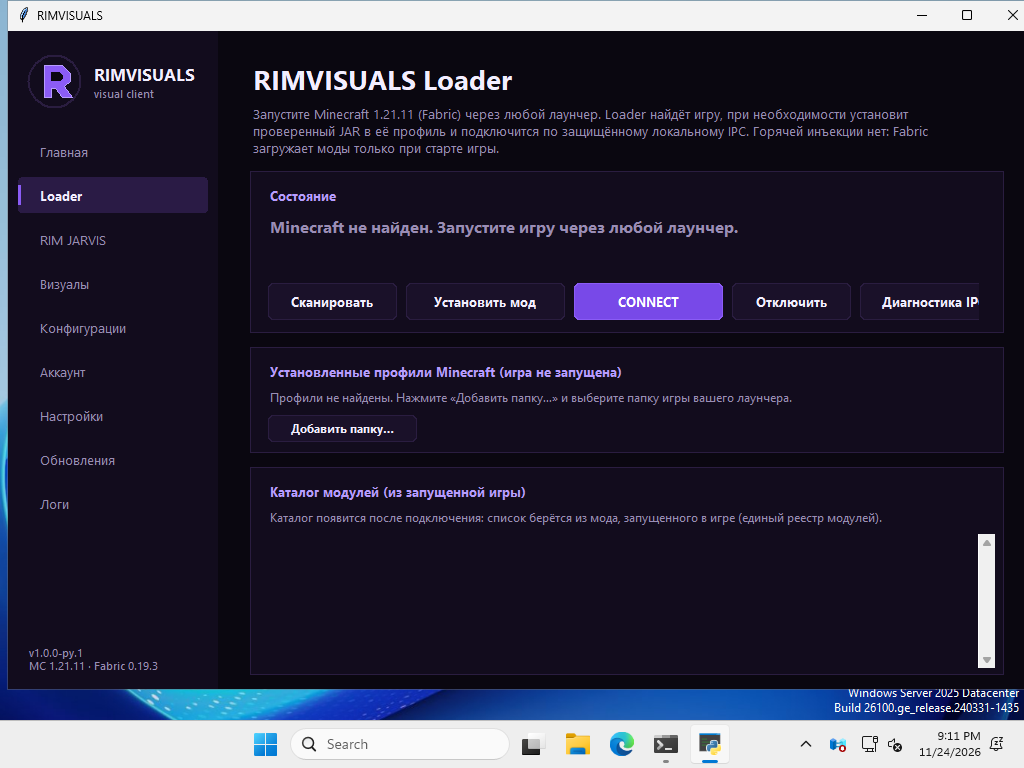 RIMVISUALS
R
RIMVISUALS
visual client
Главная
Loader
RIM JARVIS
Визуалы
Конфигурации
Аккаунт
Настройки
Обновления
Логи
v1.0.0-py.1
MC 1.21.11 · Fabric 0.19.3
RIMVISUALS Loader
Запустите Minecraft 1.21.11 (Fabric) через любой лаунчер. Loader найдёт игру, при необходимости установит
проверенный JAR в её профиль и подключится по защищённому локальному IPC. Горячей инъекции нет: Fabric
загружает моды только при старте игры.
Состояние
Minecraft не найден. Запустите игру через любой лаунчер.
Сканировать
Установить мод
CONNECT
Отключить
Диагностика IP
Установленные профили Minecraft (игра не запущена)
Профили не найдены. Нажмите «Добавить папку…» и выберите папку игры вашего лаунчера.
Добавить папку…
Каталог модулей (из запущенной игры)
Каталог появится после подключения: список берётся из мода, запущенного в игре (единый реестр модулей).
Windows Server 2025 Datacenter
Build 26100.ge_release.240331-1435
Search
9:11 PM
11/24/2026